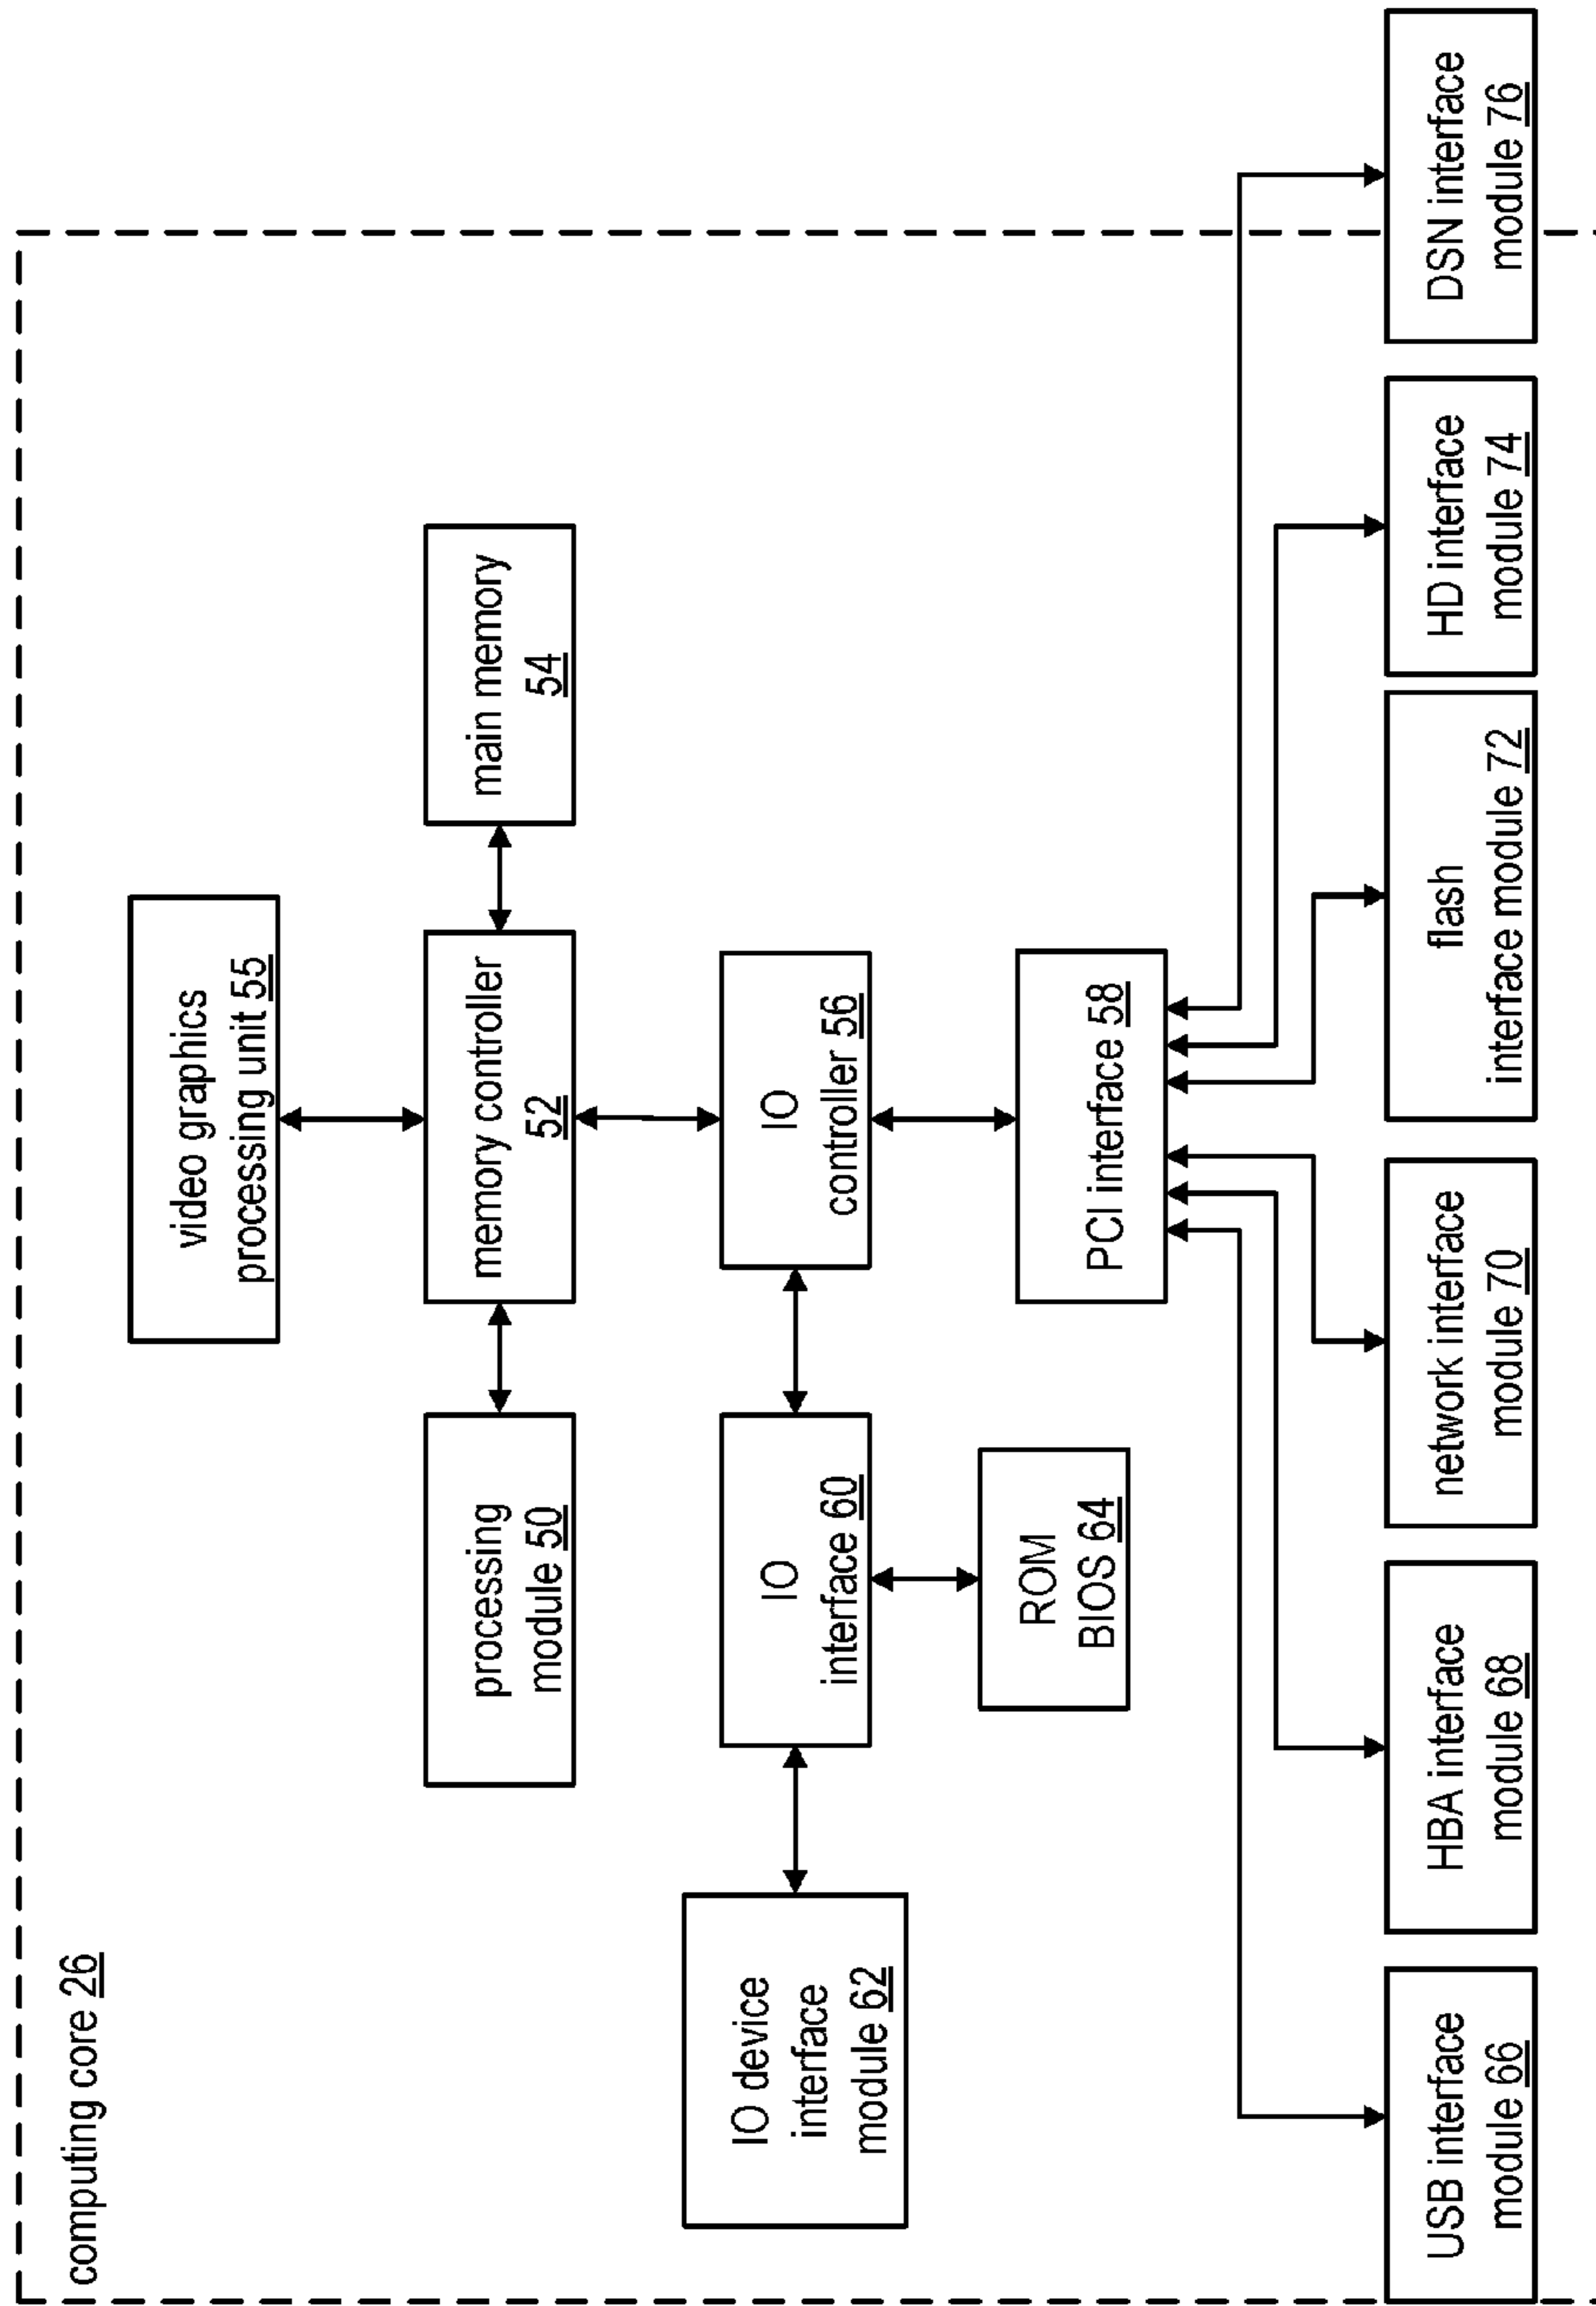 computing core 26
video graphics
processing unit 55
processing
module 50
memory controller
52
main memory
54
IO device
interface
module 62
IO
interface 60
IO
controller 56
ROM
BIOS 64
PCI interface 58
USB interface
module 66
HBA interface
module 68
network interface
module 70
flash
interface module 72
HD interface
module 74
DSN interface
module 76